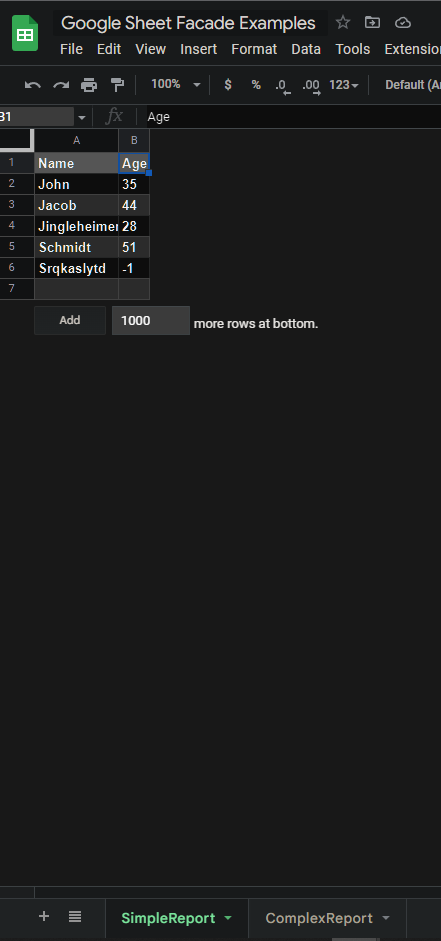 Google Sheet Facade Examples
File Edit View Insert Format Data Tools Extensio
100% $ % .0 .00 123 Default (A
B1 fx Age
A B
1 Name Age
2 John 35
3 Jacob 44
4 Jingleheimer 28
5 Schmidt 51
6 Srqkaslytd -1
7
Add 1000 more rows at bottom.
+ SimpleReport ComplexReport